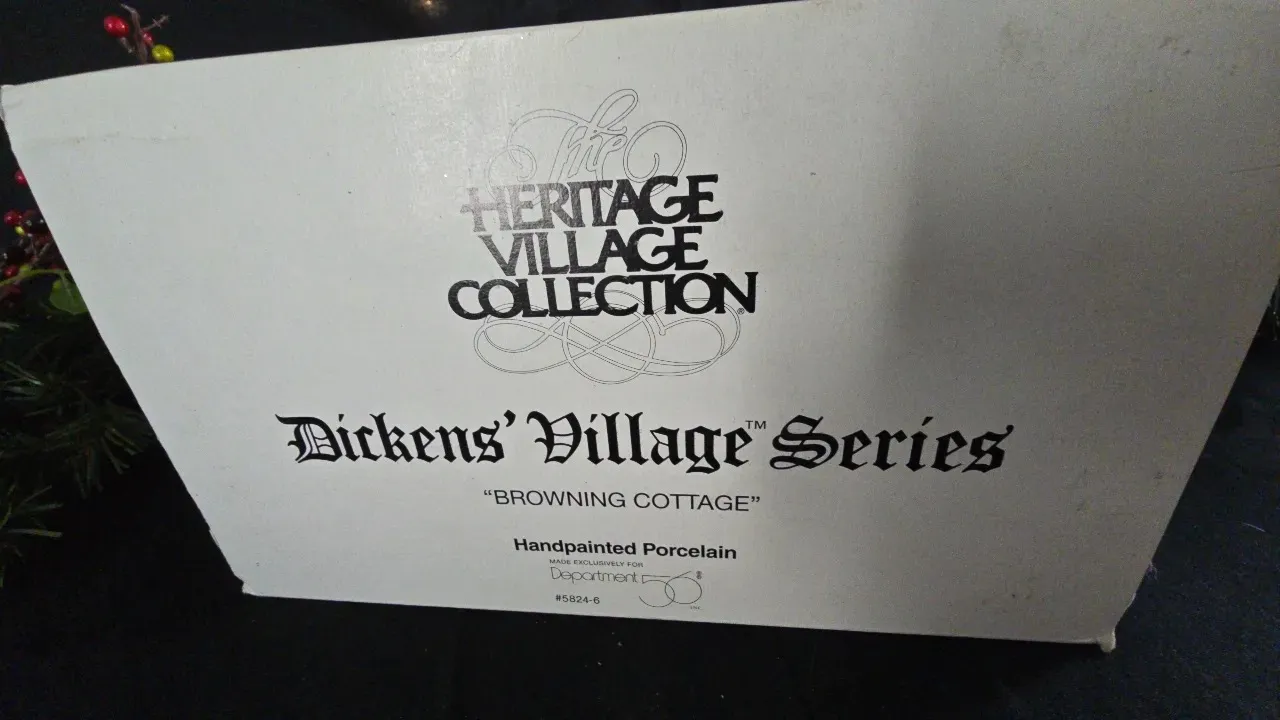 The
HERITAGE
VILLAGE
COLLECTION®
Dickens' Village™ Series
“BROWNING COTTAGE”
Handpainted Porcelain
MADE EXCLUSIVELY FOR
Department 56®
#5824-6